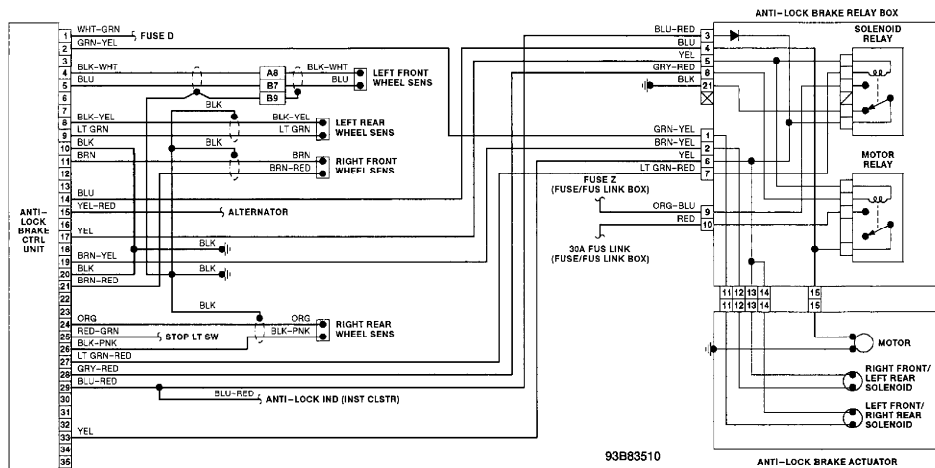 ANTI-LOCK BRAKE RELAY BOX
SOLENOID
RELAY
ANTI-
LOCK
BRAKE
CTRL
UNIT
1 WHT-GRN FUSE D
2 GRN-YEL
3
4 BLK-WHT A8 BLK-WHT
5 BLU B7 BLU
LEFT FRONT
WHEEL SENS
6 B9
7 BLK
8 BLK-YEL BLK-YEL
9 LT GRN LT GRN
LEFT REAR
WHEEL SENS
10 BLK BLK
11 BRN BRN
12 BRN-RED
RIGHT FRONT
WHEEL SENS
13
14 BLU
15 YEL-RED ALTERNATOR
16
17 YEL
18 BLK
19 BRN-YEL
20 BLK BLK
21 BRN-RED
22
23 BLK
24 ORG ORG
25 RED-GRN STOP LT SW BLK-PNK
RIGHT REAR
WHEEL SENS
26 BLK-PNK
27 LT GRN-RED
28 GRY-RED
29 BLU-RED
30 BLU-RED ANTI-LOCK IND (INST CLSTR)
31
32
33 YEL
34
35
BLU-RED 3
BLU 4
YEL 5
GRY-RED 8
BLK 21
GRN-YEL 1
BRN-YEL 2
YEL 6
LT GRN-RED 7
FUSE Z
(FUSE/FUS LINK BOX)
ORG-BLU 9
RED 10
30A FUS LINK
(FUSE/FUS LINK BOX)
MOTOR
RELAY
11 12 13 14 15
11 12 13 14 15
MOTOR
RIGHT FRONT/
LEFT REAR
SOLENOID
LEFT FRONT/
RIGHT REAR
SOLENOID
93B83510
ANTI-LOCK BRAKE ACTUATOR